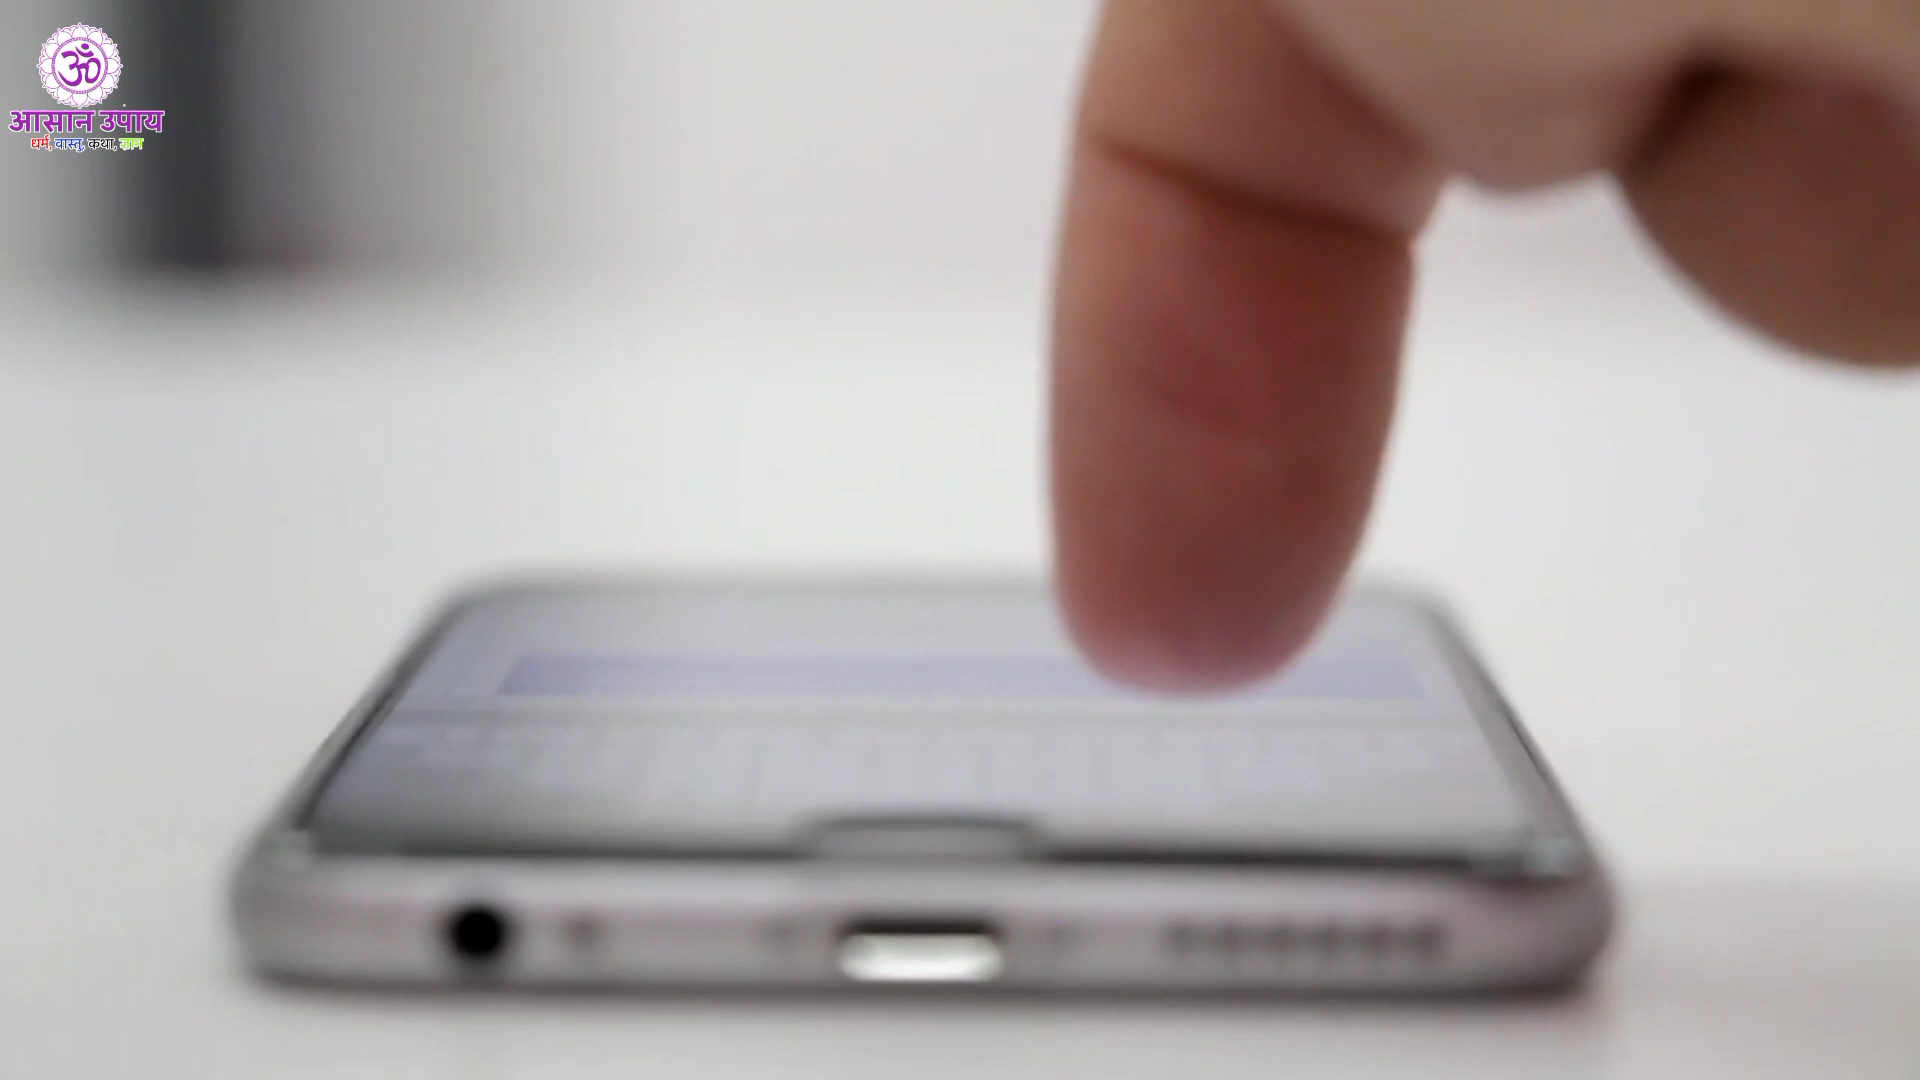 ॐ
आसान उपाय
धर्म, वास्तु, कथा, ज्ञान